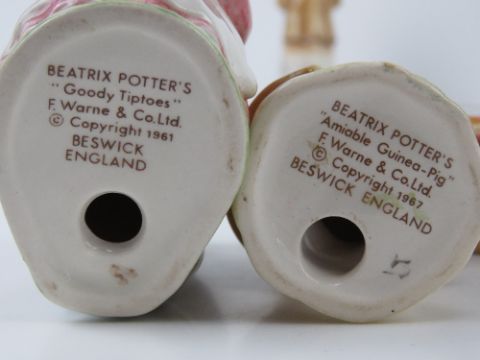 BEATRIX POTTER'S
"Goody Tiptoes"
F. Warne & Co. Ltd.
© Copyright 1961
BESWICK
ENGLAND
BEATRIX POTTER'S
"Amiable Guinea-Pig"
F. Warne & Co. Ltd.
© Copyright 1967
BESWICK ENGLAND